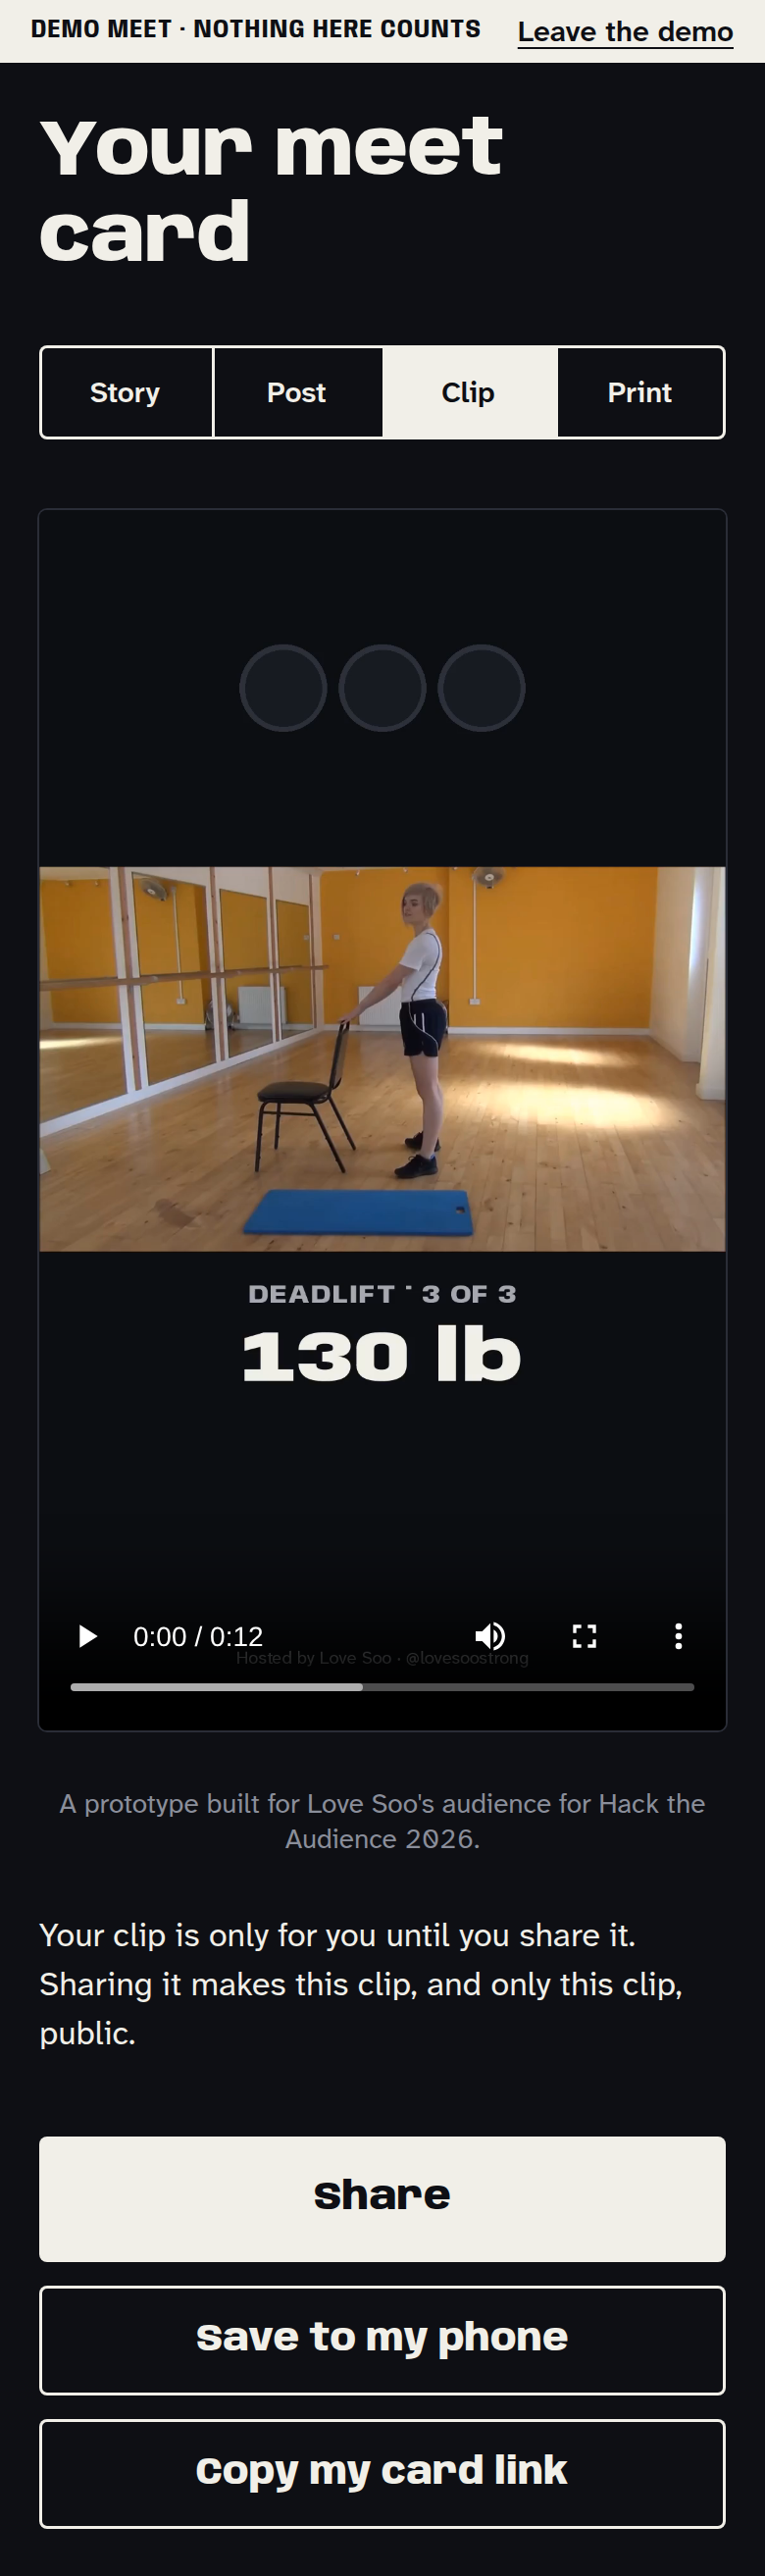 DEMO MEET · NOTHING HERE COUNTS Leave the demo
Your meet
card
Story Post Clip Print
DEADLIFT · 3 OF 3
130 lb
0:00 / 0:12
Hosted by Love Soo · @lovesoostrong
A prototype built for Love Soo's audience for Hack the
Audience 2026.
Your clip is only for you until you share it.
Sharing it makes this clip, and only this clip,
public.
Share
Save to my phone
Copy my card link